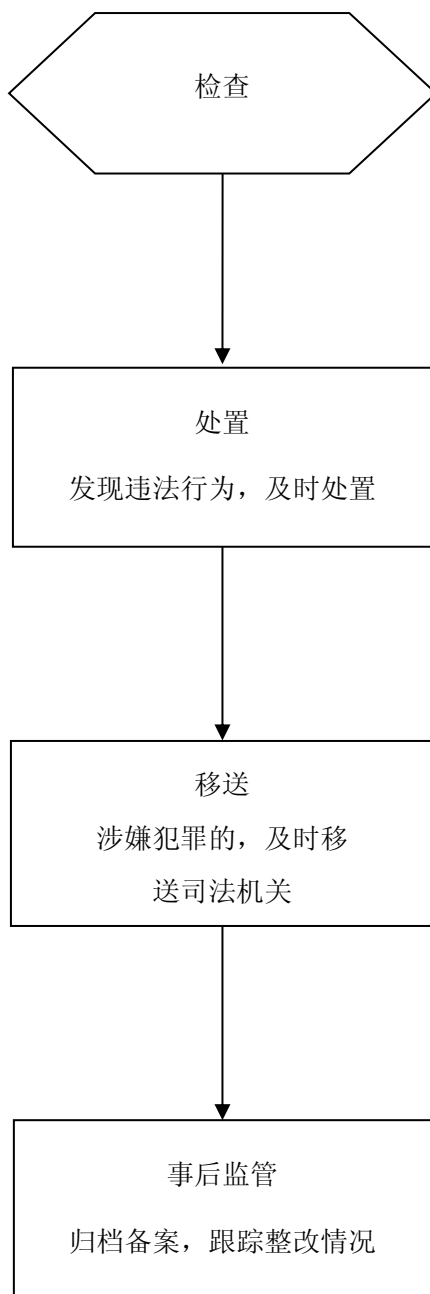 检查
处置
发现违法行为，及时处置
移送
涉嫌犯罪的，及时移
送司法机关
事后监管
归档备案，跟踪整改情况